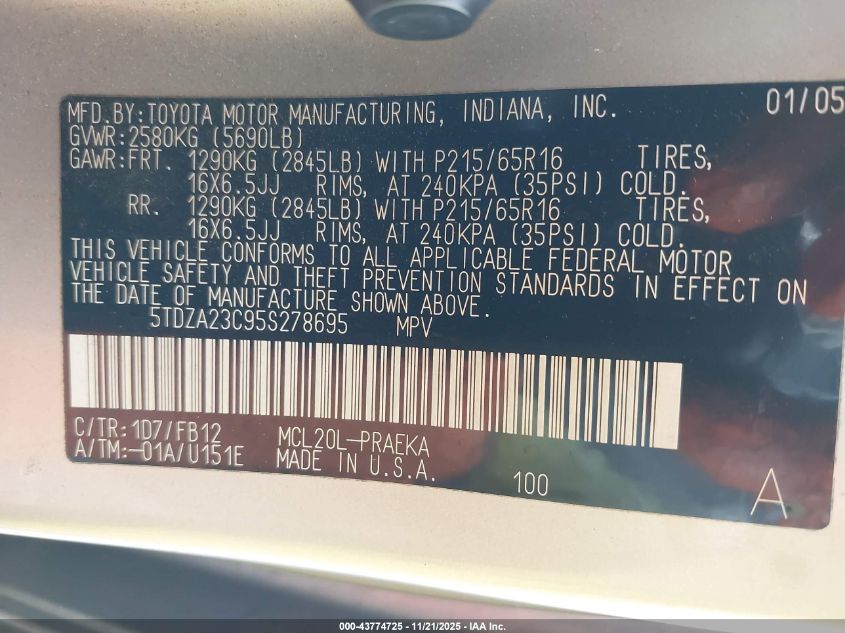 MFD.BY:TOYOTA MOTOR MANUFACTURING, INDIANA, INC. 01/05
GVWR:2580KG (5690LB)
GAWR:FRT. 1290KG (2845LB) WITH P215/65R16 TIRES,
16X6.5JJ RIMS, AT 240KPA (35PSI) COLD.
RR. 1290KG (2845LB) WITH P215/65R16 TIRES,
16X6.5JJ RIMS, AT 240KPA (35PSI) COLD.
THIS VEHICLE CONFORMS TO ALL APPLICABLE FEDERAL MOTOR
VEHICLE SAFETY AND THEFT PREVENTION STANDARDS IN EFFECT ON
THE DATE OF MANUFACTURE SHOWN ABOVE.
5TDZA23C95S278695 MPV
C/TR:1D7/FB12 MCL20L-PRAEKA
A/TM:-01A/U151E MADE IN U.S.A. 100 A
000-43774725 - 11/21/2025 - IAA Inc.